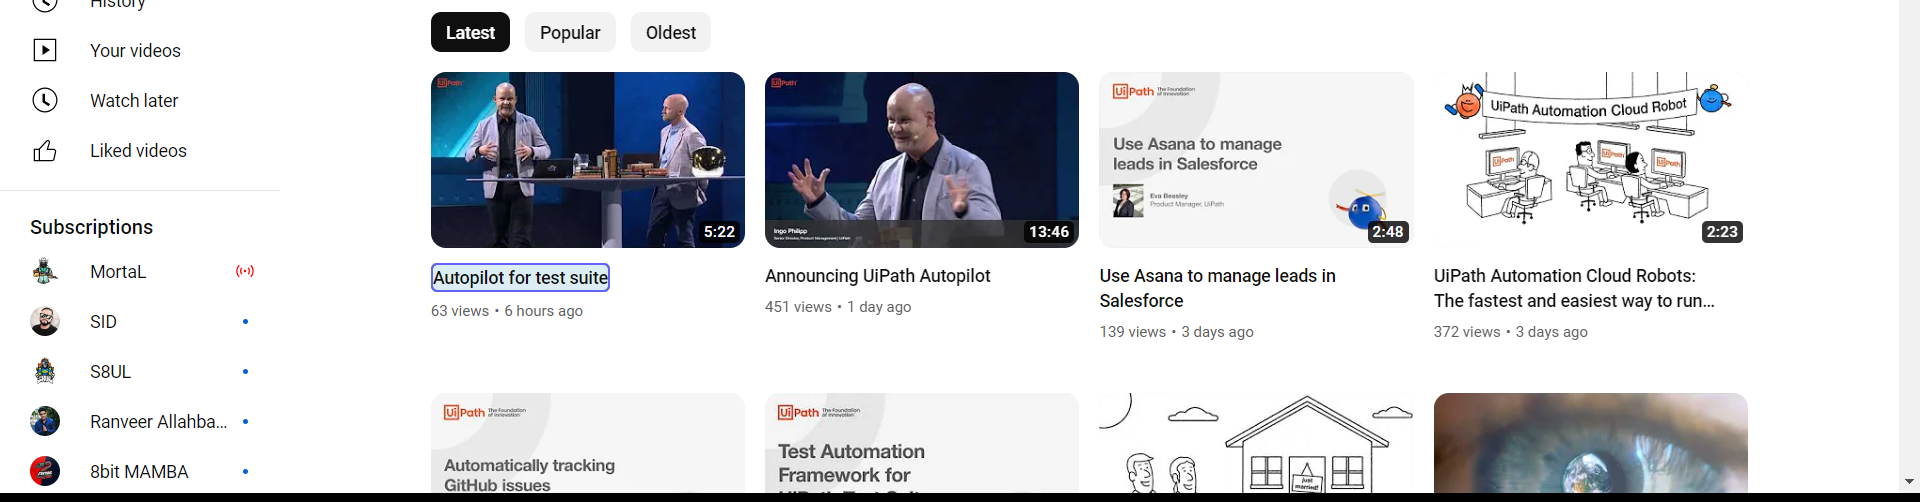 History
Your videos
Watch later
Liked videos
Subscriptions
MortaL
SID
S8UL
Ranveer Allahba...
8bit MAMBA
Latest
Popular
Oldest
UiPath
5:22
Autopilot for test suite
63 views • 6 hours ago
UiPath
Ingo Philipp
13:46
Announcing UiPath Autopilot
451 views • 1 day ago
UiPath The Foundation
of Innovation
Use Asana to manage
leads in Salesforce
Eva Beasley
Product Manager, UiPath
2:48
Use Asana to manage leads in
Salesforce
139 views • 3 days ago
UiPath Automation Cloud Robot
UiPath
UiPath
UiPath
2:23
UiPath Automation Cloud Robots:
The fastest and easiest way to run...
372 views • 3 days ago
UiPath The Foundation
of Innovation
Automatically tracking
GitHub issues
UiPath The Foundation
of Innovation
Test Automation
Framework for
UiPath Test Suite
just
married!